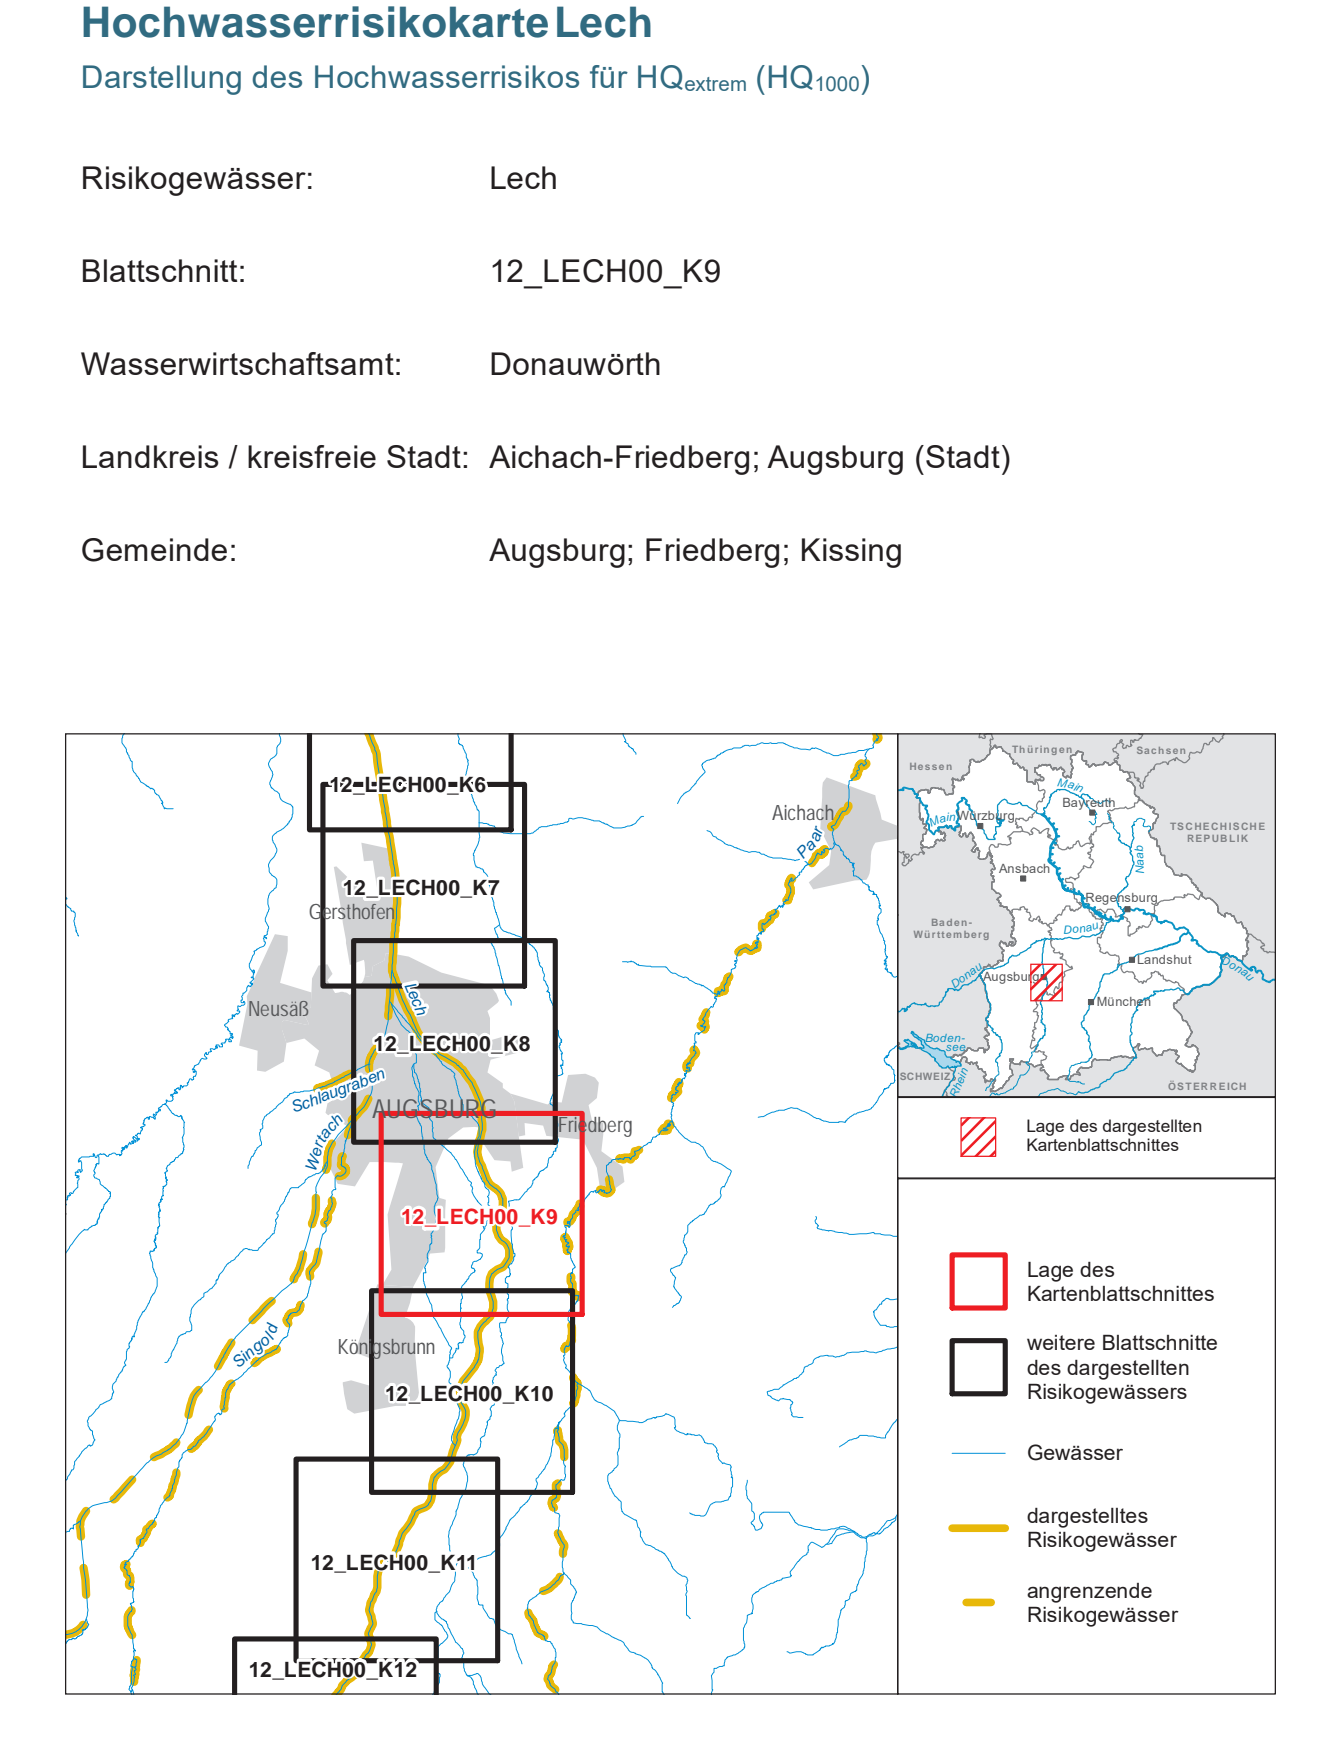 Hochwasserrisikokarte Lech
Darstellung des Hochwasserrisikos für HQextrem (HQ1000)
Risikogewässer: Lech
Blattschnitt: 12_LECH00_K9
Wasserwirtschaftsamt: Donauwörth
Landkreis / kreisfreie Stadt: Aichach-Friedberg; Augsburg (Stadt)
Gemeinde: Augsburg; Friedberg; Kissing
12_LECH00_K6
Aichach
Paar
12_LECH00_K7
Gersthofen
Lech
Neusäß
12_LECH00_K8
Schlaugraben
AUGSBURG
Friedberg
Wertach
12_LECH00_K9
Singold
Königsbrunn
12_LECH00_K10
12_LECH00_K11
12_LECH00_K12
Thüringen
Sachsen
Hessen
Main
Bayreuth
Main
Würzburg
TSCHECHISCHE
REPUBLIK
Naab
Ansbach
Regensburg
Baden-
Württemberg
Donau
Landshut
Donau
Donau
Augsburg
München
Boden-
see
SCHWEIZ
Rhein
ÖSTERREICH
Lage des dargestellten
Kartenblattschnittes
Lage des
Kartenblattschnittes
weitere Blattschnitte
des dargestellten
Risikogewässers
Gewässer
dargestelltes
Risikogewässer
angrenzende
Risikogewässer